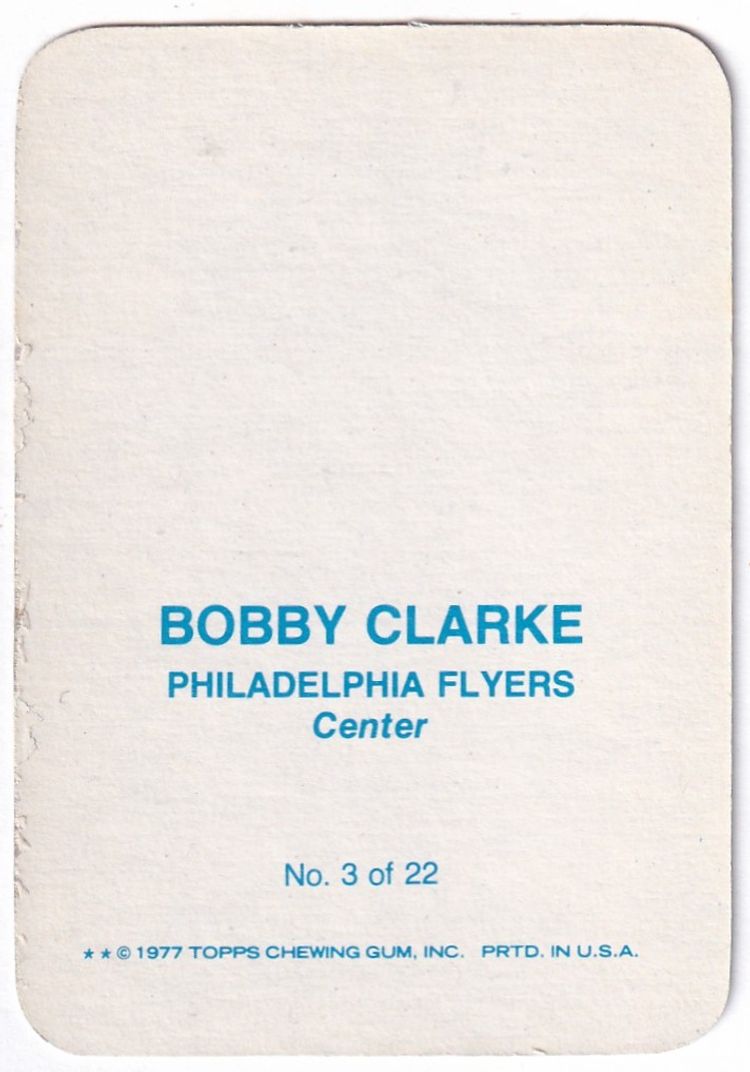 BOBBY CLARKE
PHILADELPHIA FLYERS
Center
No. 3 of 22
★ ★ © 1977 TOPPS CHEWING GUM, INC. PRTD. IN U.S.A.